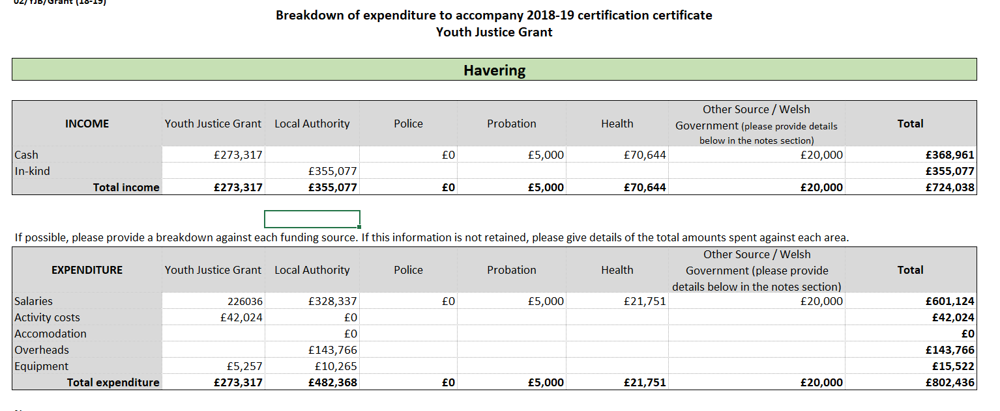 02/YJB/Grant (18-19)
Breakdown of expenditure to accompany 2018-19 certification certificate
Youth Justice Grant
Havering
INCOME Youth Justice Grant Local Authority Police Probation Health Other Source / Welsh Government (please provide details below in the notes section) Total
Cash £273,317 £0 £5,000 £70,644 £20,000 £368,961
In-kind £355,077 £355,077
Total income £273,317 £355,077 £0 £5,000 £70,644 £20,000 £724,038
If possible, please provide a breakdown against each funding source. If this information is not retained, please give details of the total amounts spent against each area.
EXPENDITURE Youth Justice Grant Local Authority Police Probation Health Other Source / Welsh Government (please provide details below in the notes section) Total
Salaries 226036 £328,337 £0 £5,000 £21,751 £20,000 £601,124
Activity costs £42,024 £0 £42,024
Accomodation £0 £0
Overheads £143,766 £143,766
Equipment £5,257 £10,265 £15,522
Total expenditure £273,317 £482,368 £0 £5,000 £21,751 £20,000 £802,436